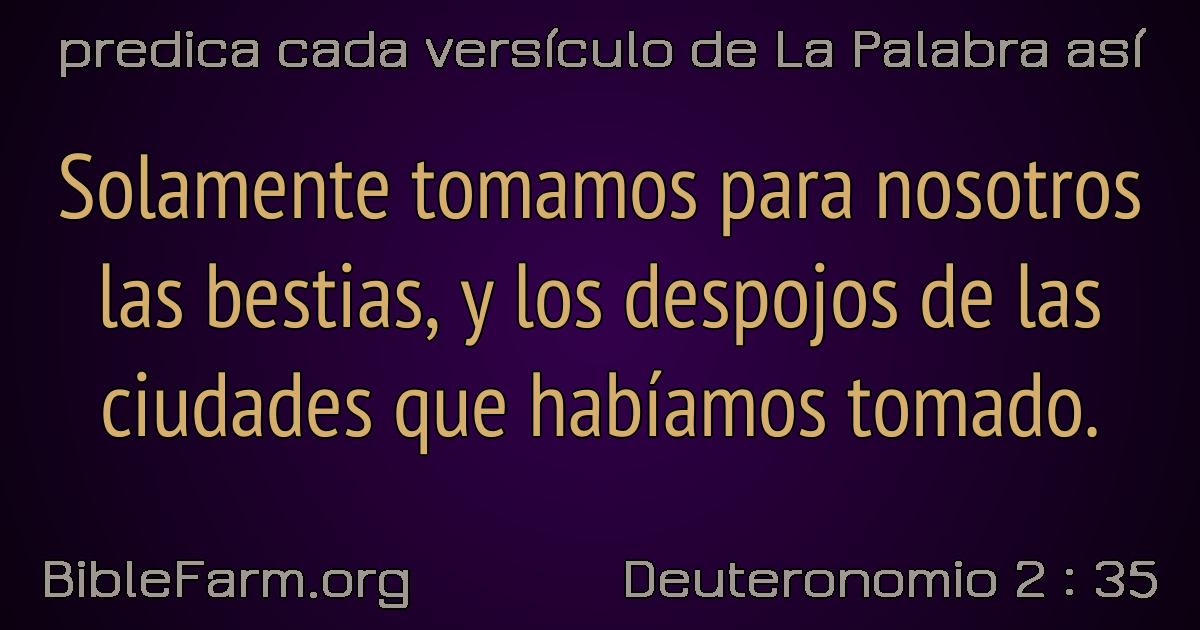 predica cada versículo de La Palabra así
Solamente tomamos para nosotros
las bestias, y los despojos de las
ciudades que habíamos tomado.
BibleFarm.org
Deuteronomio 2 : 35